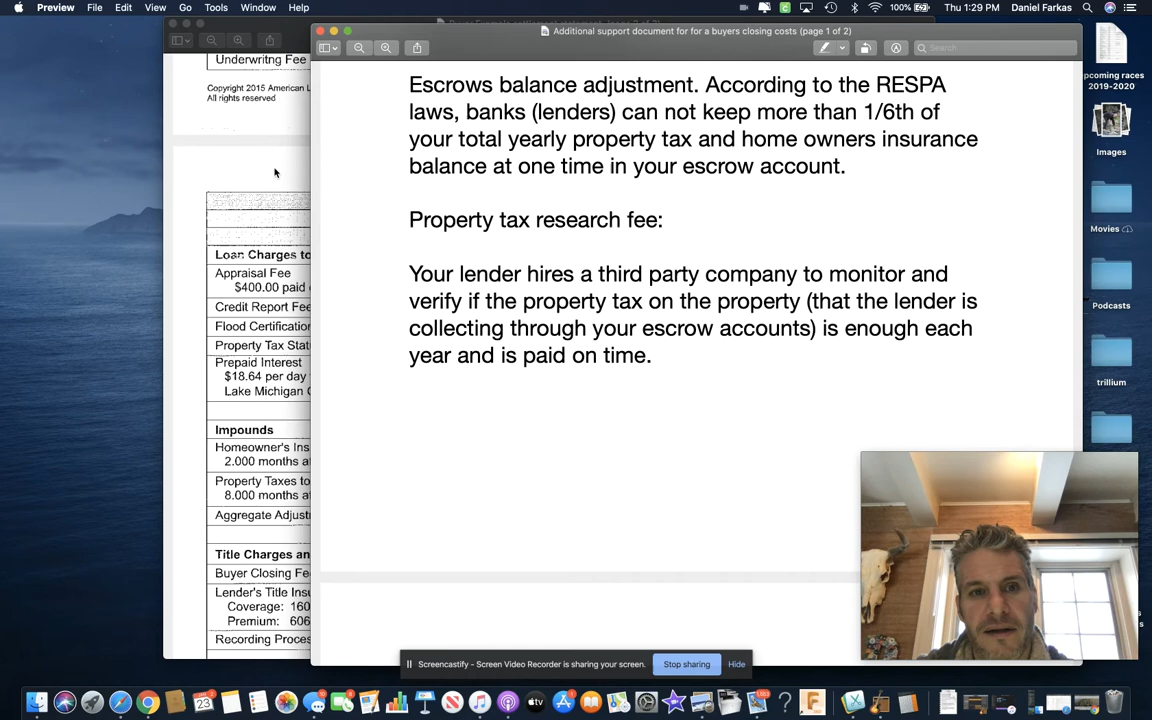 Preview File Edit View Go Tools Window Help
100% Thu 1:29 PM Daniel Farkas
Additional support document for for a buyers closing costs (page 1 of 2)
Search
Underwritng Fee
Copyright 2015 American L
All rights reserved
Loan Charges to
Appraisal Fee
$400.00 paid
Credit Report Fee
Flood Certification
Property Tax Stat
Prepaid Interest
$18.64 per day
Lake Michigan
Impounds
Homeowner's Ins
2.000 months a
Property Taxes to
8.000 months a
Aggregate Adjust
Title Charges an
Buyer Closing Fe
Lender's Title Insu
Coverage: 160
Premium: 606
Recording Proces
Escrows balance adjustment. According to the RESPA
laws, banks (lenders) can not keep more than 1/6th of
your total yearly property tax and home owners insurance
balance at one time in your escrow account.
Property tax research fee:
Your lender hires a third party company to monitor and
verify if the property tax on the property (that the lender is
collecting through your escrow accounts) is enough each
year and is paid on time.
pcoming races
2019-2020
Images
Movies
Podcasts
trillium
Screencastify - Screen Video Recorder is sharing your screen.
Stop sharing
Hide